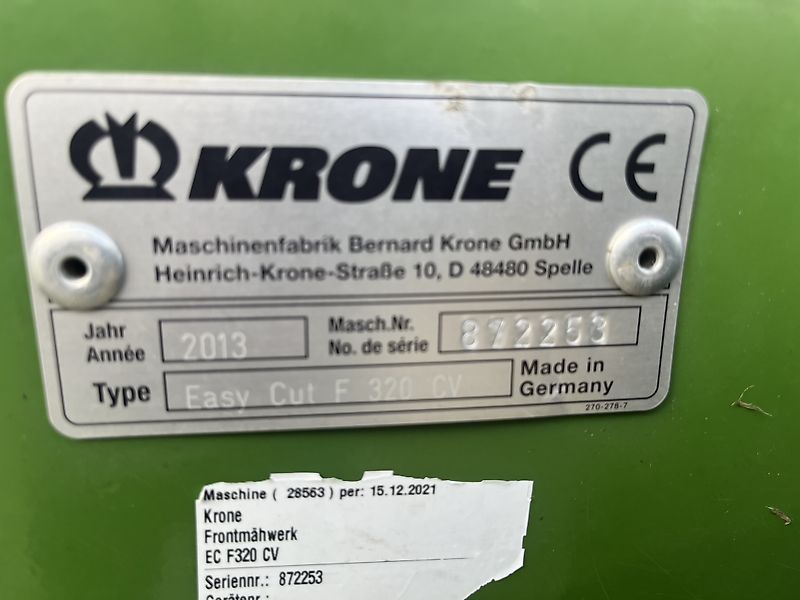 KRONE CE
Maschinenfabrik Bernard Krone GmbH
Heinrich-Krone-Straße 10, D 48480 Spelle
Jahr
Année
2013
Masch.Nr.
No. de série
872253
Type
Easy Cut F 320 CV
Made in
Germany
270-278-7
Maschine ( 28563 ) per: 15.12.2021
Krone
Frontmähwerk
EC F320 CV
Seriennr.: 872253
Gerätenr.: